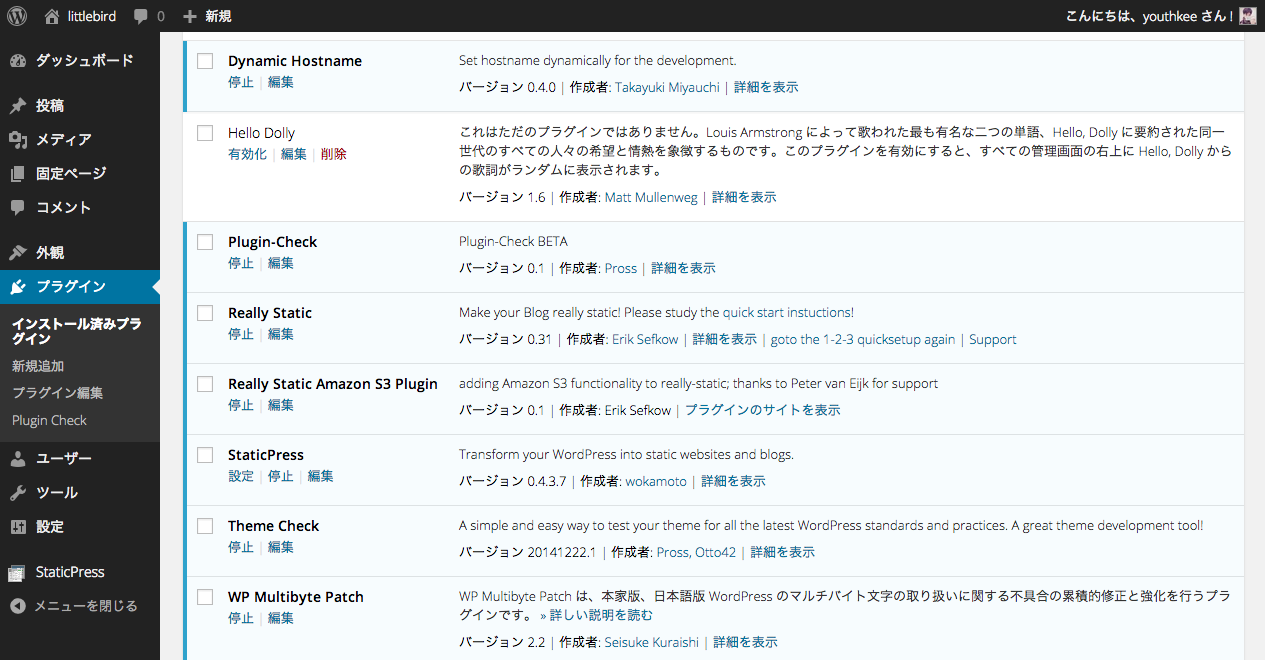 littlebird 0 新規 こんにちは、youthkee さん !
ダッシュボード
投稿
メディア
固定ページ
コメント
外観
プラグイン
インストール済みプラ
グイン
新規追加
プラグイン編集
Plugin Check
ユーザー
ツール
設定
StaticPress
メニューを閉じる
Dynamic Hostname
停止 | 編集
Set hostname dynamically for the development.
バージョン 0.4.0 | 作成者: Takayuki Miyauchi | 詳細を表示
Hello Dolly
有効化 | 編集 | 削除
これはただのプラグインではありません。Louis Armstrong によって歌われた最も有名な二つの単語、Hello, Dolly に要約された同一
世代のすべての人々の希望と情熱を象徴するものです。このプラグインを有効にすると、すべての管理画面の右上に Hello, Dolly から
の歌詞がランダムに表示されます。
バージョン 1.6 | 作成者: Matt Mullenweg | 詳細を表示
Plugin-Check
停止 | 編集
Plugin-Check BETA
バージョン 0.1 | 作成者: Pross | 詳細を表示
Really Static
停止 | 編集
Make your Blog really static! Please study the quick start instuctions!
バージョン 0.31 | 作成者: Erik Sefkow | 詳細を表示 | goto the 1-2-3 quicksetup again | Support
Really Static Amazon S3 Plugin
停止 | 編集
adding Amazon S3 functionality to really-static; thanks to Peter van Eijk for support
バージョン 0.1 | 作成者: Erik Sefkow | プラグインのサイトを表示
StaticPress
設定 | 停止 | 編集
Transform your WordPress into static websites and blogs.
バージョン 0.4.3.7 | 作成者: wokamoto | 詳細を表示
Theme Check
停止 | 編集
A simple and easy way to test your theme for all the latest WordPress standards and practices. A great theme development tool!
バージョン 20141222.1 | 作成者: Pross, Otto42 | 詳細を表示
WP Multibyte Patch
停止 | 編集
WP Multibyte Patch は、本家版、日本語版 WordPress のマルチバイト文字の取り扱いに関する不具合の累積的修正と強化を行うプラ
グインです。 » 詳しい説明を読む
バージョン 2.2 | 作成者: Seisuke Kuraishi | 詳細を表示